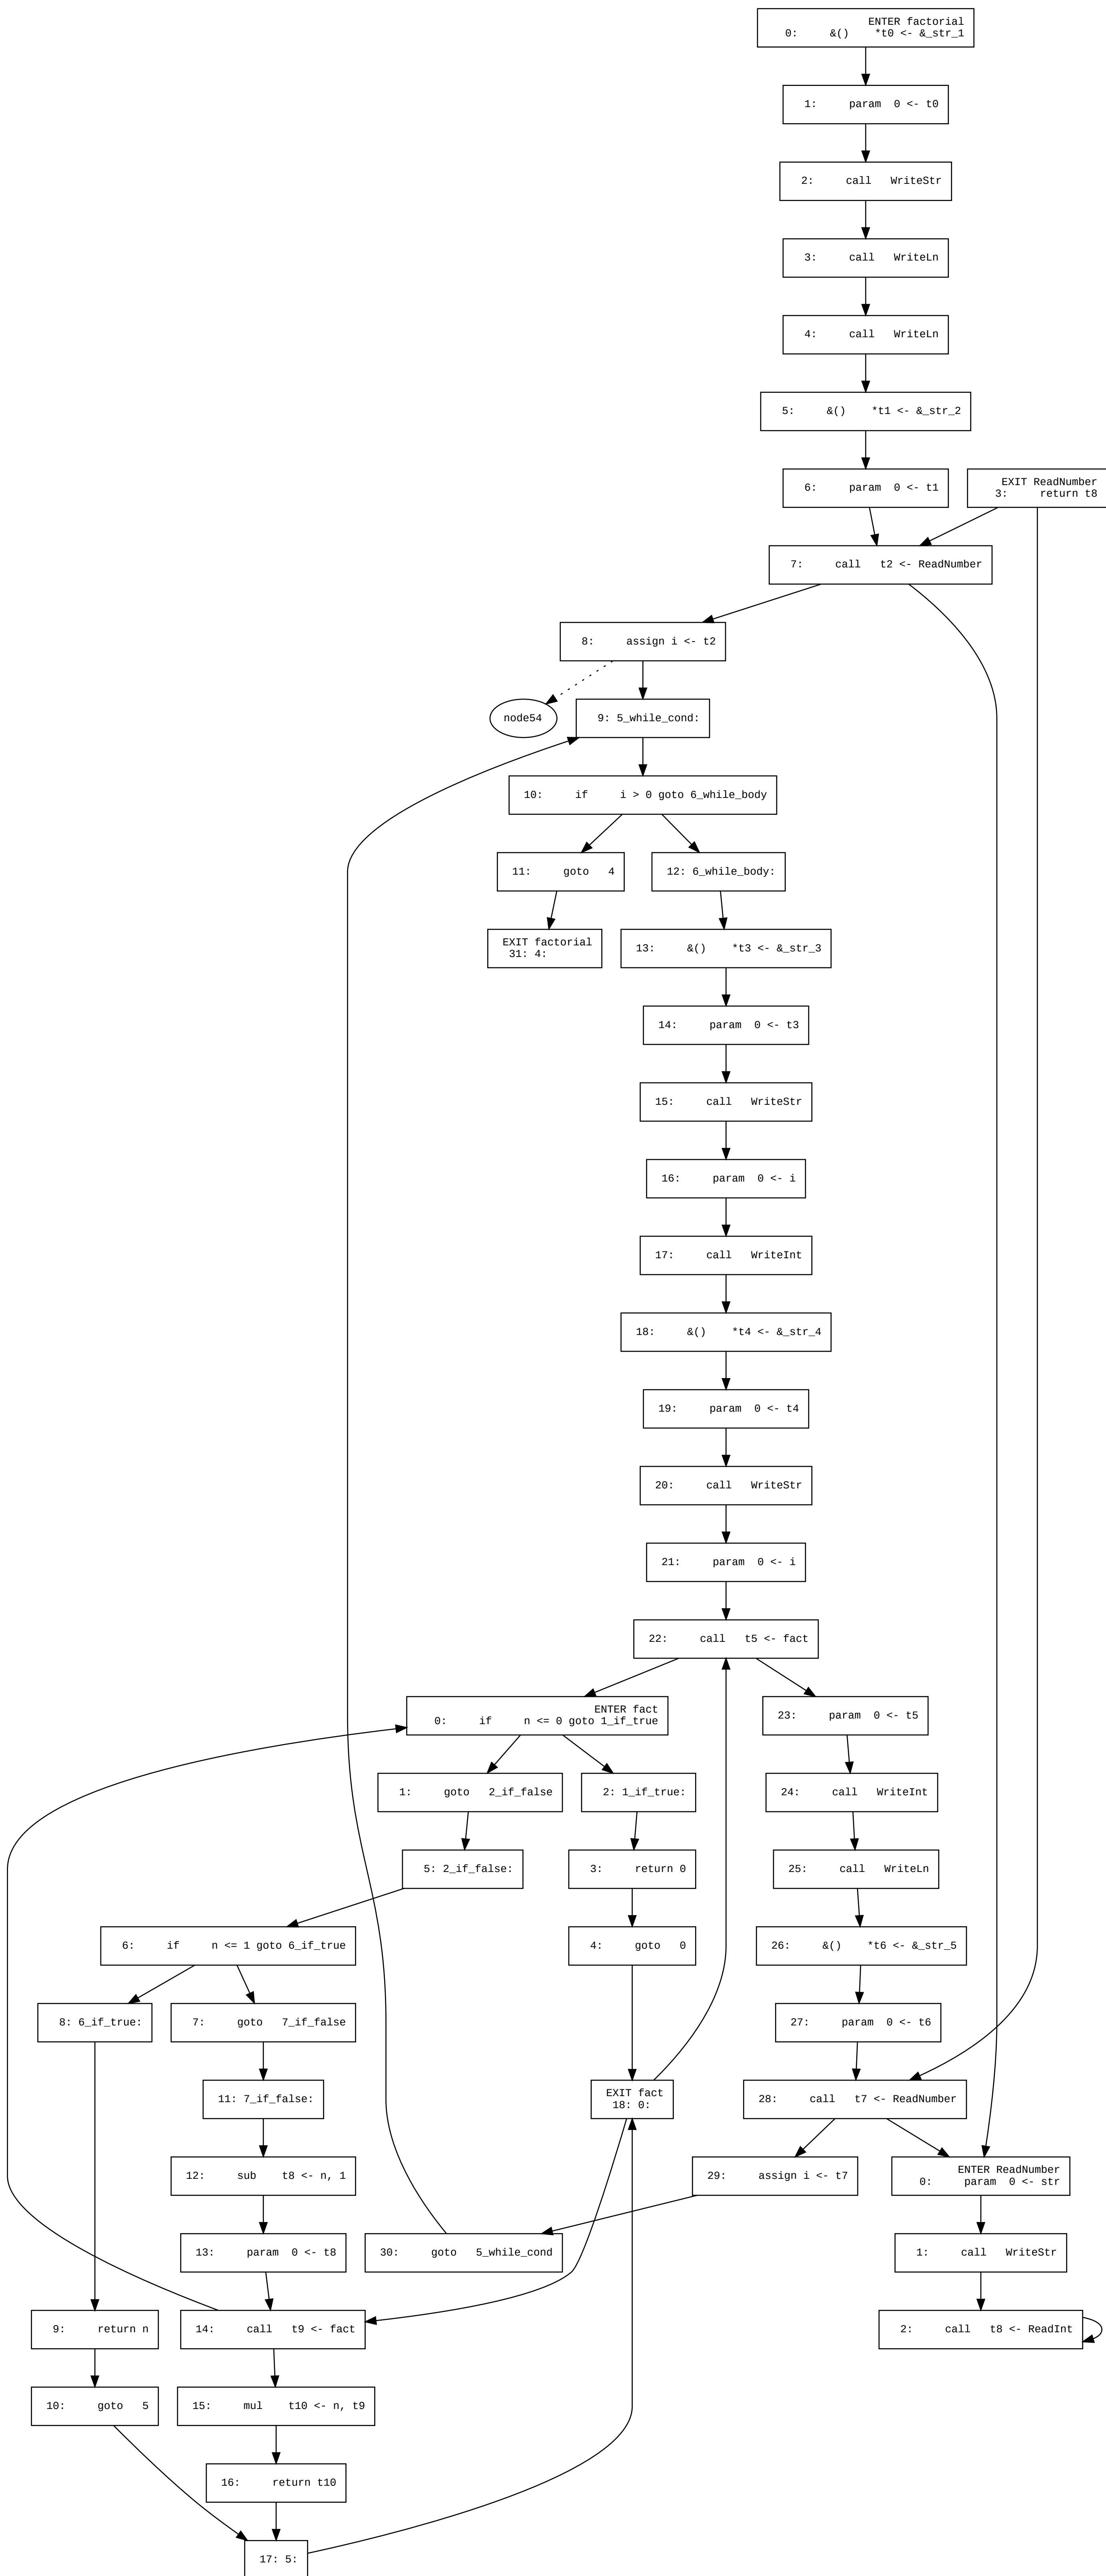 ENTER factorial
0: &() *t0 <- &_str_1
1: param 0 <- t0
2: call WriteStr
3: call WriteLn
4: call WriteLn
5: &() *t1 <- &_str_2
6: param 0 <- t1
EXIT ReadNumber
3: return t8
7: call t2 <- ReadNumber
8: assign i <- t2
node54
9: 5_while_cond:
10: if i > 0 goto 6_while_body
11: goto 4
12: 6_while_body:
EXIT factorial
31: 4:
13: &() *t3 <- &_str_3
14: param 0 <- t3
15: call WriteStr
16: param 0 <- i
17: call WriteInt
18: &() *t4 <- &_str_4
19: param 0 <- t4
20: call WriteStr
21: param 0 <- i
22: call t5 <- fact
ENTER fact
0: if n <= 0 goto 1_if_true
23: param 0 <- t5
1: goto 2_if_false
2: 1_if_true:
24: call WriteInt
5: 2_if_false:
3: return 0
25: call WriteLn
6: if n <= 1 goto 6_if_true
4: goto 0
26: &() *t6 <- &_str_5
8: 6_if_true:
7: goto 7_if_false
27: param 0 <- t6
11: 7_if_false:
EXIT fact
18: 0:
28: call t7 <- ReadNumber
12: sub t8 <- n, 1
29: assign i <- t7
ENTER ReadNumber
0: param 0 <- str
13: param 0 <- t8
30: goto 5_while_cond
1: call WriteStr
9: return n
14: call t9 <- fact
2: call t8 <- ReadInt
10: goto 5
15: mul t10 <- n, t9
16: return t10
17: 5: